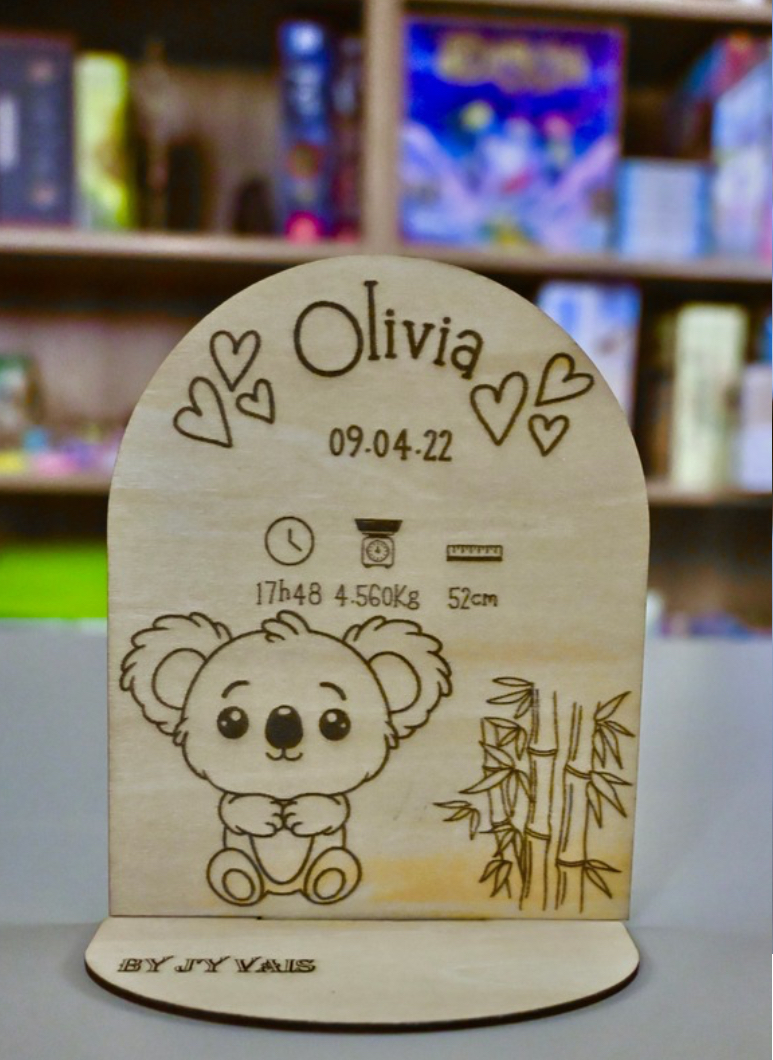 Olivia
09.04.22
17h48 4.560Kg 52cm
BY J'Y VAIS